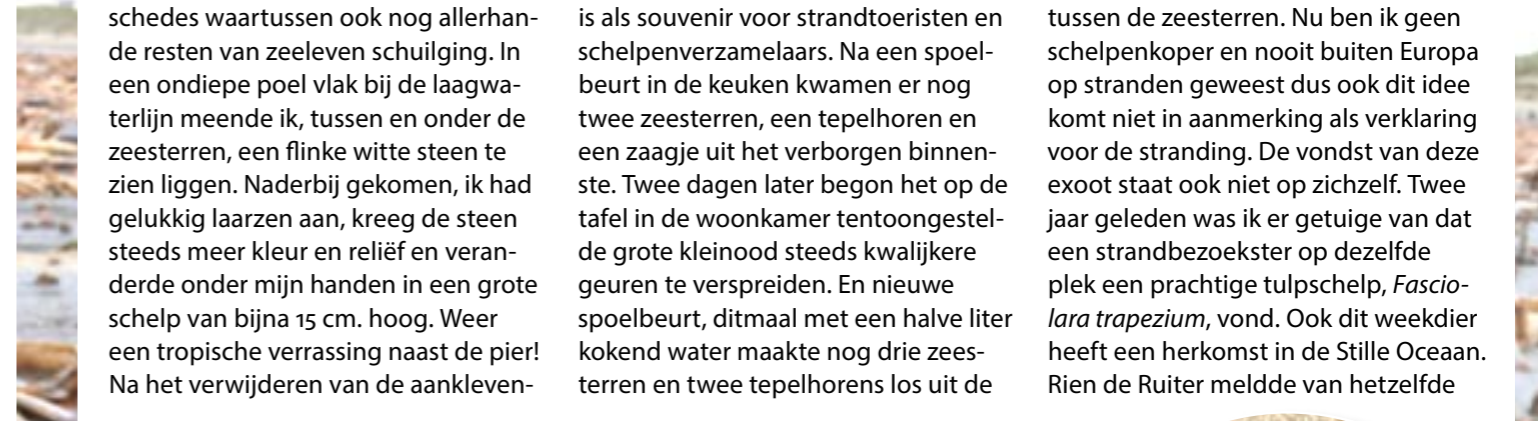 schedes waartussen ook nog allerhan-
de resten van zeeleven schuilging. In
een ondiepe poel vlak bij de laagwa-
terlijn meende ik, tussen en onder de
zeesterren, een flinke witte steen te
zien liggen. Naderbij gekomen, ik had
gelukkig laarzen aan, kreeg de steen
steeds meer kleur en reliëf en veran-
derde onder mijn handen in een grote
schelp van bijna 15 cm. hoog. Weer
een tropische verrassing naast de pier!
Na het verwijderen van de aankleven-
is als souvenir voor strandtoeristen en
schelpenverzamelaars. Na een spoel-
beurt in de keuken kwamen er nog
twee zeesterren, een tepelhoren en
een zaagje uit het verborgen binnen-
ste. Twee dagen later begon het op de
tafel in de woonkamer tentoongestel-
de grote kleinood steeds kwalijkere
geuren te verspreiden. En nieuwe
spoelbeurt, ditmaal met een halve liter
kokend water maakte nog drie zees-
terren en twee tepelhorens los uit de
tussen de zeesterren. Nu ben ik geen
schelpenkoper en nooit buiten Europa
op stranden geweest dus ook dit idee
komt niet in aanmerking als verklaring
voor de stranding. De vondst van deze
exoot staat ook niet op zichzelf. Twee
jaar geleden was ik er getuige van dat
een strandbezoekster op dezelfde
plek een prachtige tulpschelp, Fascio-
lara trapezium, vond. Ook dit weekdier
heeft een herkomst in de Stille Oceaan.
Rien de Ruiter meldde van hetzelfde